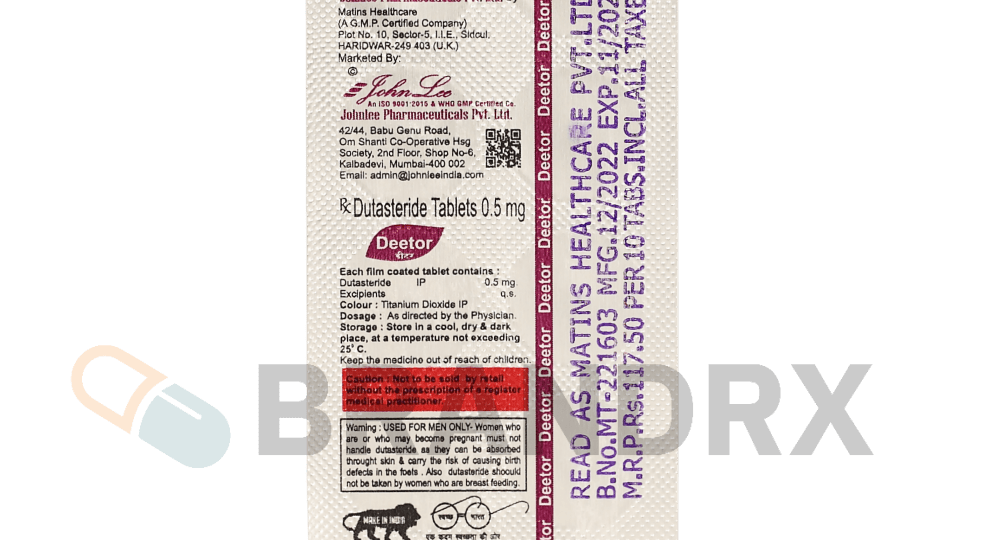 Matins Healthcare
(A G.M.P. Certified Company)
Plot No. 10, Sector-5, I.I.E., Sidcul.
HARIDWAR-249 403 (U.K.)
Marketed By:
©
John Lee
An ISO 9001:2015 & WHO GMP Certified Co.
Johnlee Pharmaceuticals Pvt. Ltd.
42/44, Babu Genu Road,
Om Shanti Co-Operative Hsg
Society, 2nd Floor, Shop No-6,
Kalbadevi, Mumbai-400 002
Email: admin@johnleeindia.com
Rx Dutasteride Tablets 0.5 mg
Deetor
डीटर
Each film coated tablet contains :
Dutasteride IP 0.5 mg
Excipients q.s.
Colour : Titanium Dioxide IP
Dosage : As directed by the Physician.
Storage : Store in a cool, dry & dark
place, at a temperature not exceeding
25° C.
Keep the medicine out of reach of children.
Caution : Not to be sold by retail
without the prescription of a register
medical practitioner
Warning : USED FOR MEN ONLY- Women who
are or who may become pregnant must not
handle dutasteride as they can be absorbed
throught skin & carry the risk of causing birth
defects in the foets . Also dutasteride shoculd
not be taken by women who are breast feeding.
MAKE IN INDIA
स्वच्छ भारत
एक कदम स्वच्छता की ओर
Deetor Deetor Deetor Deetor Deetor Deetor Deetor Deetor
READ AS MATINS HEALTHCARE PVT.LTD
B.No.MT-221603 MFG.12/2022 EXP.11/202
M.R.P.Rs.117.50 PER 10 TABS.INCL.ALL TAXE